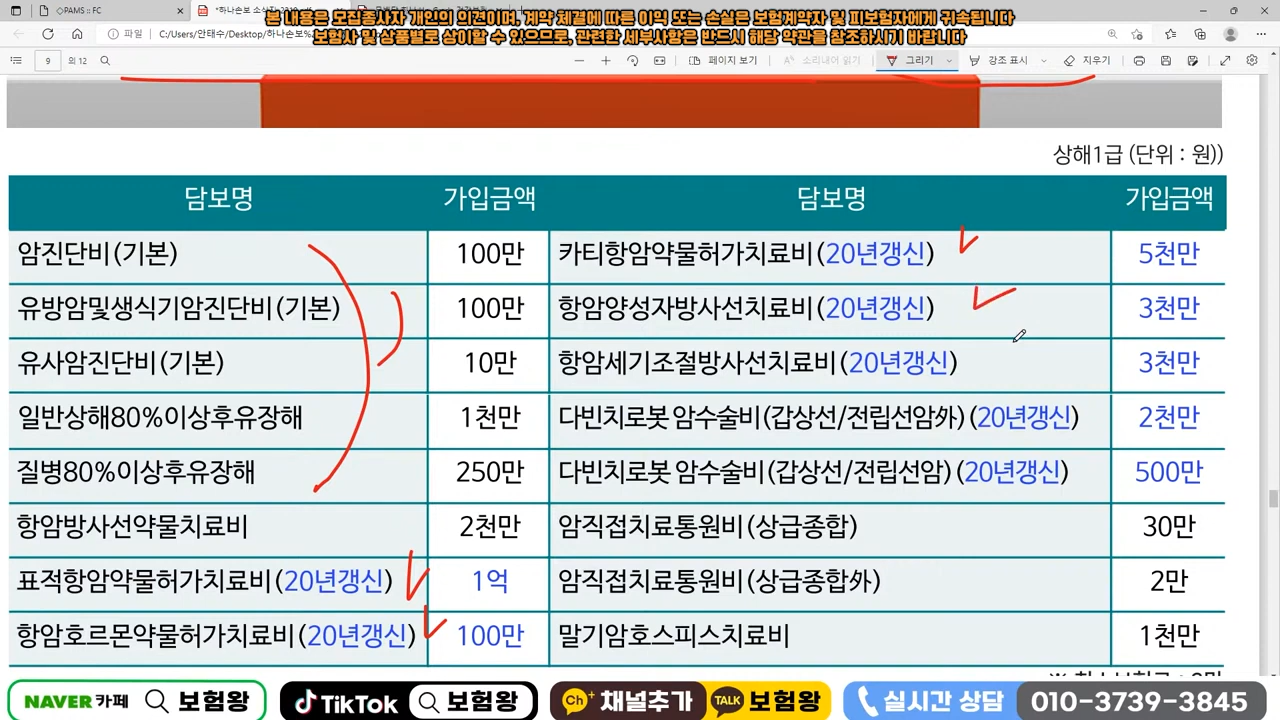 ◇PAMS :: FC
*하나손보 소상
본 내용은 모집종사자 개인의 의견이며, 계약 체결에 따른 이익 또는 손실은 보험계약자 및 피보험자에게 귀속됩니다
보험사 및 상품별로 상이할 수 있으므로, 관련한 세부사항은 반드시 해당 약관을 참조하시기 바랍니다
파일 C:/Users/안태수/Desktop/하나손보%
9 의 12 페이지 보기 소리내어 읽기 그리기 강조 표시 지우기
상해1급 (단위 : 원))
담보명 가입금액 담보명 가입금액
암진단비(기본) 100만 카티항암약물허가치료비(20년갱신) 5천만
유방암및생식기암진단비(기본) 100만 항암양성자방사선치료비(20년갱신) 3천만
유사암진단비(기본) 10만 항암세기조절방사선치료비(20년갱신) 3천만
일반상해80%이상후유장해 1천만 다빈치로봇 암수술비(갑상선/전립선암外) (20년갱신) 2천만
질병80%이상후유장해 250만 다빈치로봇 암수술비(갑상선/전립선암) (20년갱신) 500만
항암방사선약물치료비 2천만 암직접치료통원비(상급종합) 30만
표적항암약물허가치료비(20년갱신) 1억 암직접치료통원비(상급종합外) 2만
항암호르몬약물허가치료비(20년갱신) 100만 말기암호스피스치료비 1천만
NAVER 카페 보험왕 TikTok 보험왕 Ch+ 채널추가 TALK 보험왕 실시간 상담 010-3739-3845